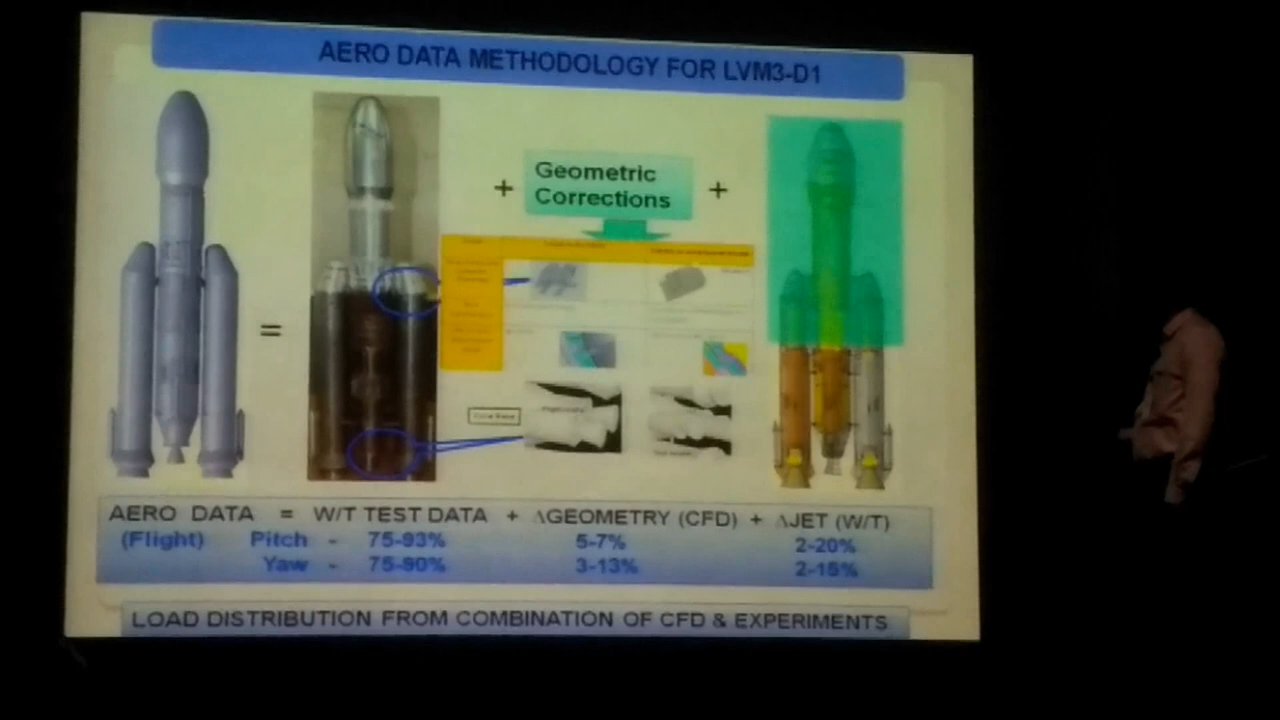 AERO DATA METHODOLOGY FOR LVM3-D1
+ Geometric Corrections +
=
AERO DATA = W/T TEST DATA + ΔGEOMETRY (CFD) + ΔJET (W/T)
(Flight) Pitch - 75-93% 5-7% 2-20%
Yaw - 75-90% 3-13% 2-15%
LOAD DISTRIBUTION FROM COMBINATION OF CFD & EXPERIMENTS